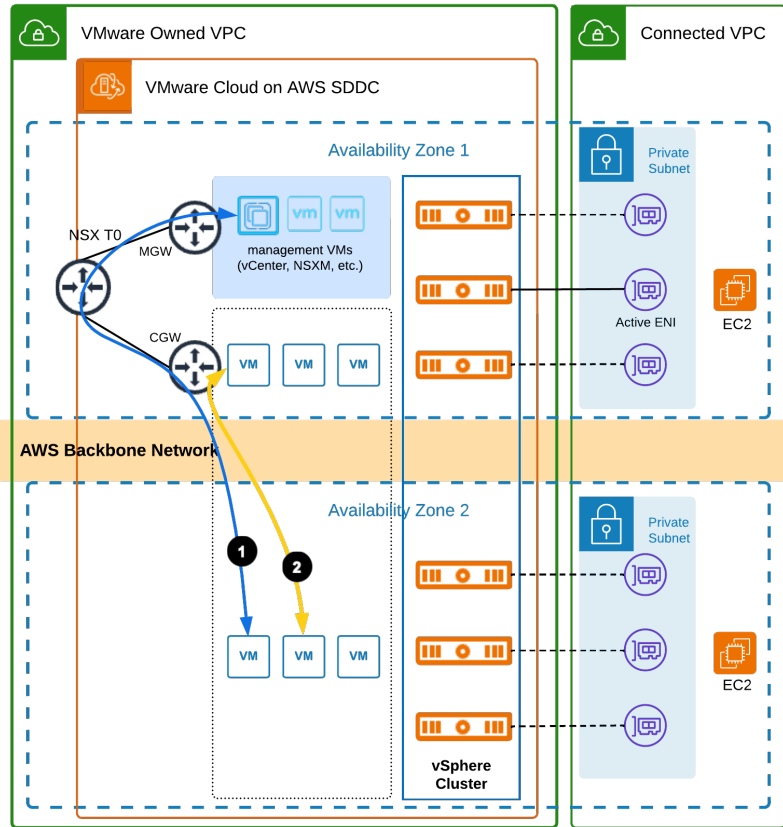 VMware Owned VPC
Connected VPC
VMware Cloud on AWS SDDC
Availability Zone 1
Private
Subnet
vm
vm
NSX T0
MGW
management VMs
(vCenter, NSXM, etc.)
Active ENI
EC2
CGW
VM
VM
VM
AWS Backbone Network
Availability Zone 2
Private
Subnet
1
2
VM
VM
VM
EC2
vSphere
Cluster